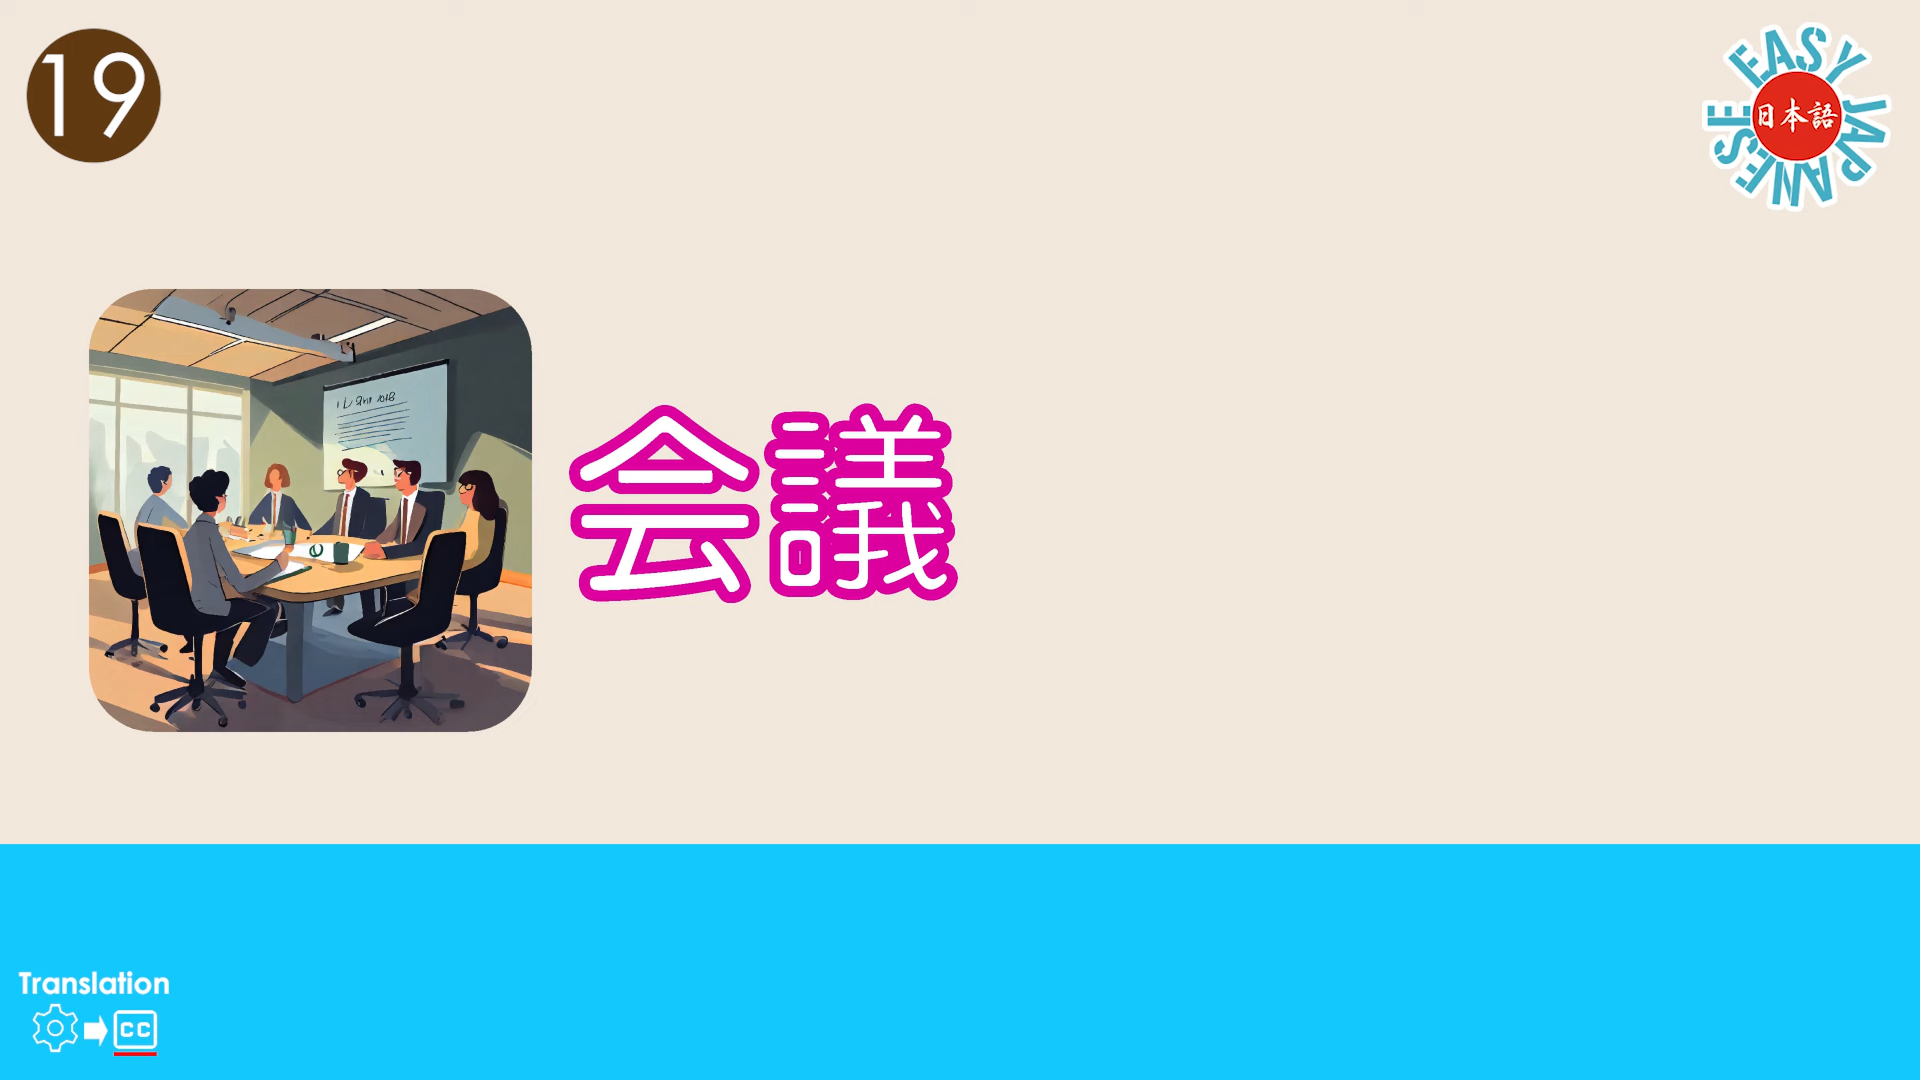 19
EASY JAPANESE
日本語
会議
Translation
CC